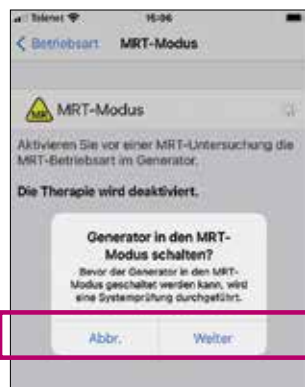 Telenet 15:06
Betriebsart MRT-Modus
MR MRT-Modus
Aktivieren Sie vor einer MRT-Untersuchung die
MRT-Betriebsart im Generator.
Die Therapie wird deaktiviert.
Generator in den MRT-
Modus schalten?
Bevor der Generator in den MRT-
Modus geschaltet werden kann, wird
eine Systemprüfung durchgeführt.
Abbr. Weiter